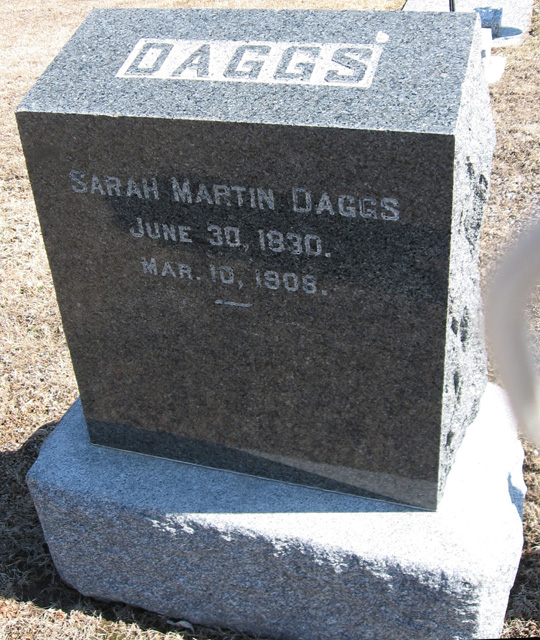 DAGGS
SARAH MARTIN DAGGS
JUNE 30, 1830.
MAR. 10, 1908.